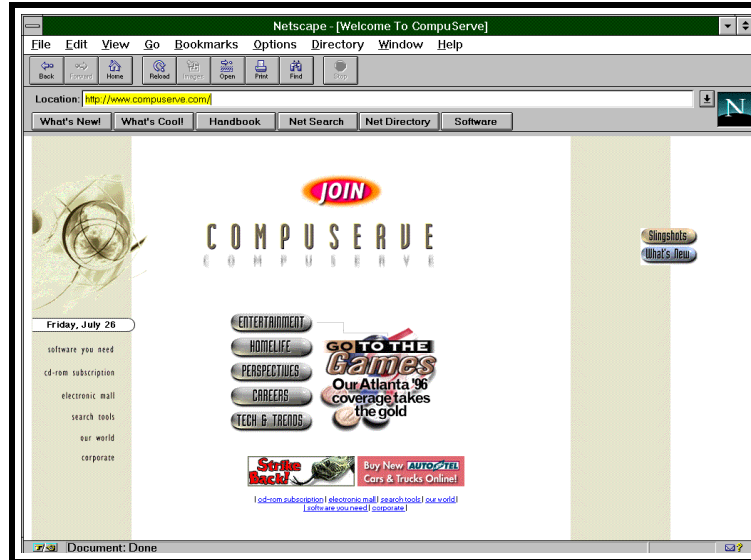 Netscape - [Welcome To CompuServe]
File Edit View Go Bookmarks Options Directory Window Help
Back Forward Home Reload Images Open Print Find Stop
Location: http://www.compuserve.com/
N
What's New! What's Cool! Handbook Net Search Net Directory Software
JOIN
COMPUSERVE
COMPUSERVE
Slingshots
What's New
Friday, July 26
software you need
cd-rom subscription
electronic mall
search tools
our world
corporate
ENTERTAINMENT
HOMELIFE
PERSPECTIVES
CAREERS
TECH & TRENDS
GO TO THE
Games
Our Atlanta '96
coverage takes
the gold
Strike
Back!
Buy New AUTO TEL
Cars & Trucks Online!
| cd-rom subscription | electronic mall | search tools | our world |
| software you need | corporate |
Document: Done